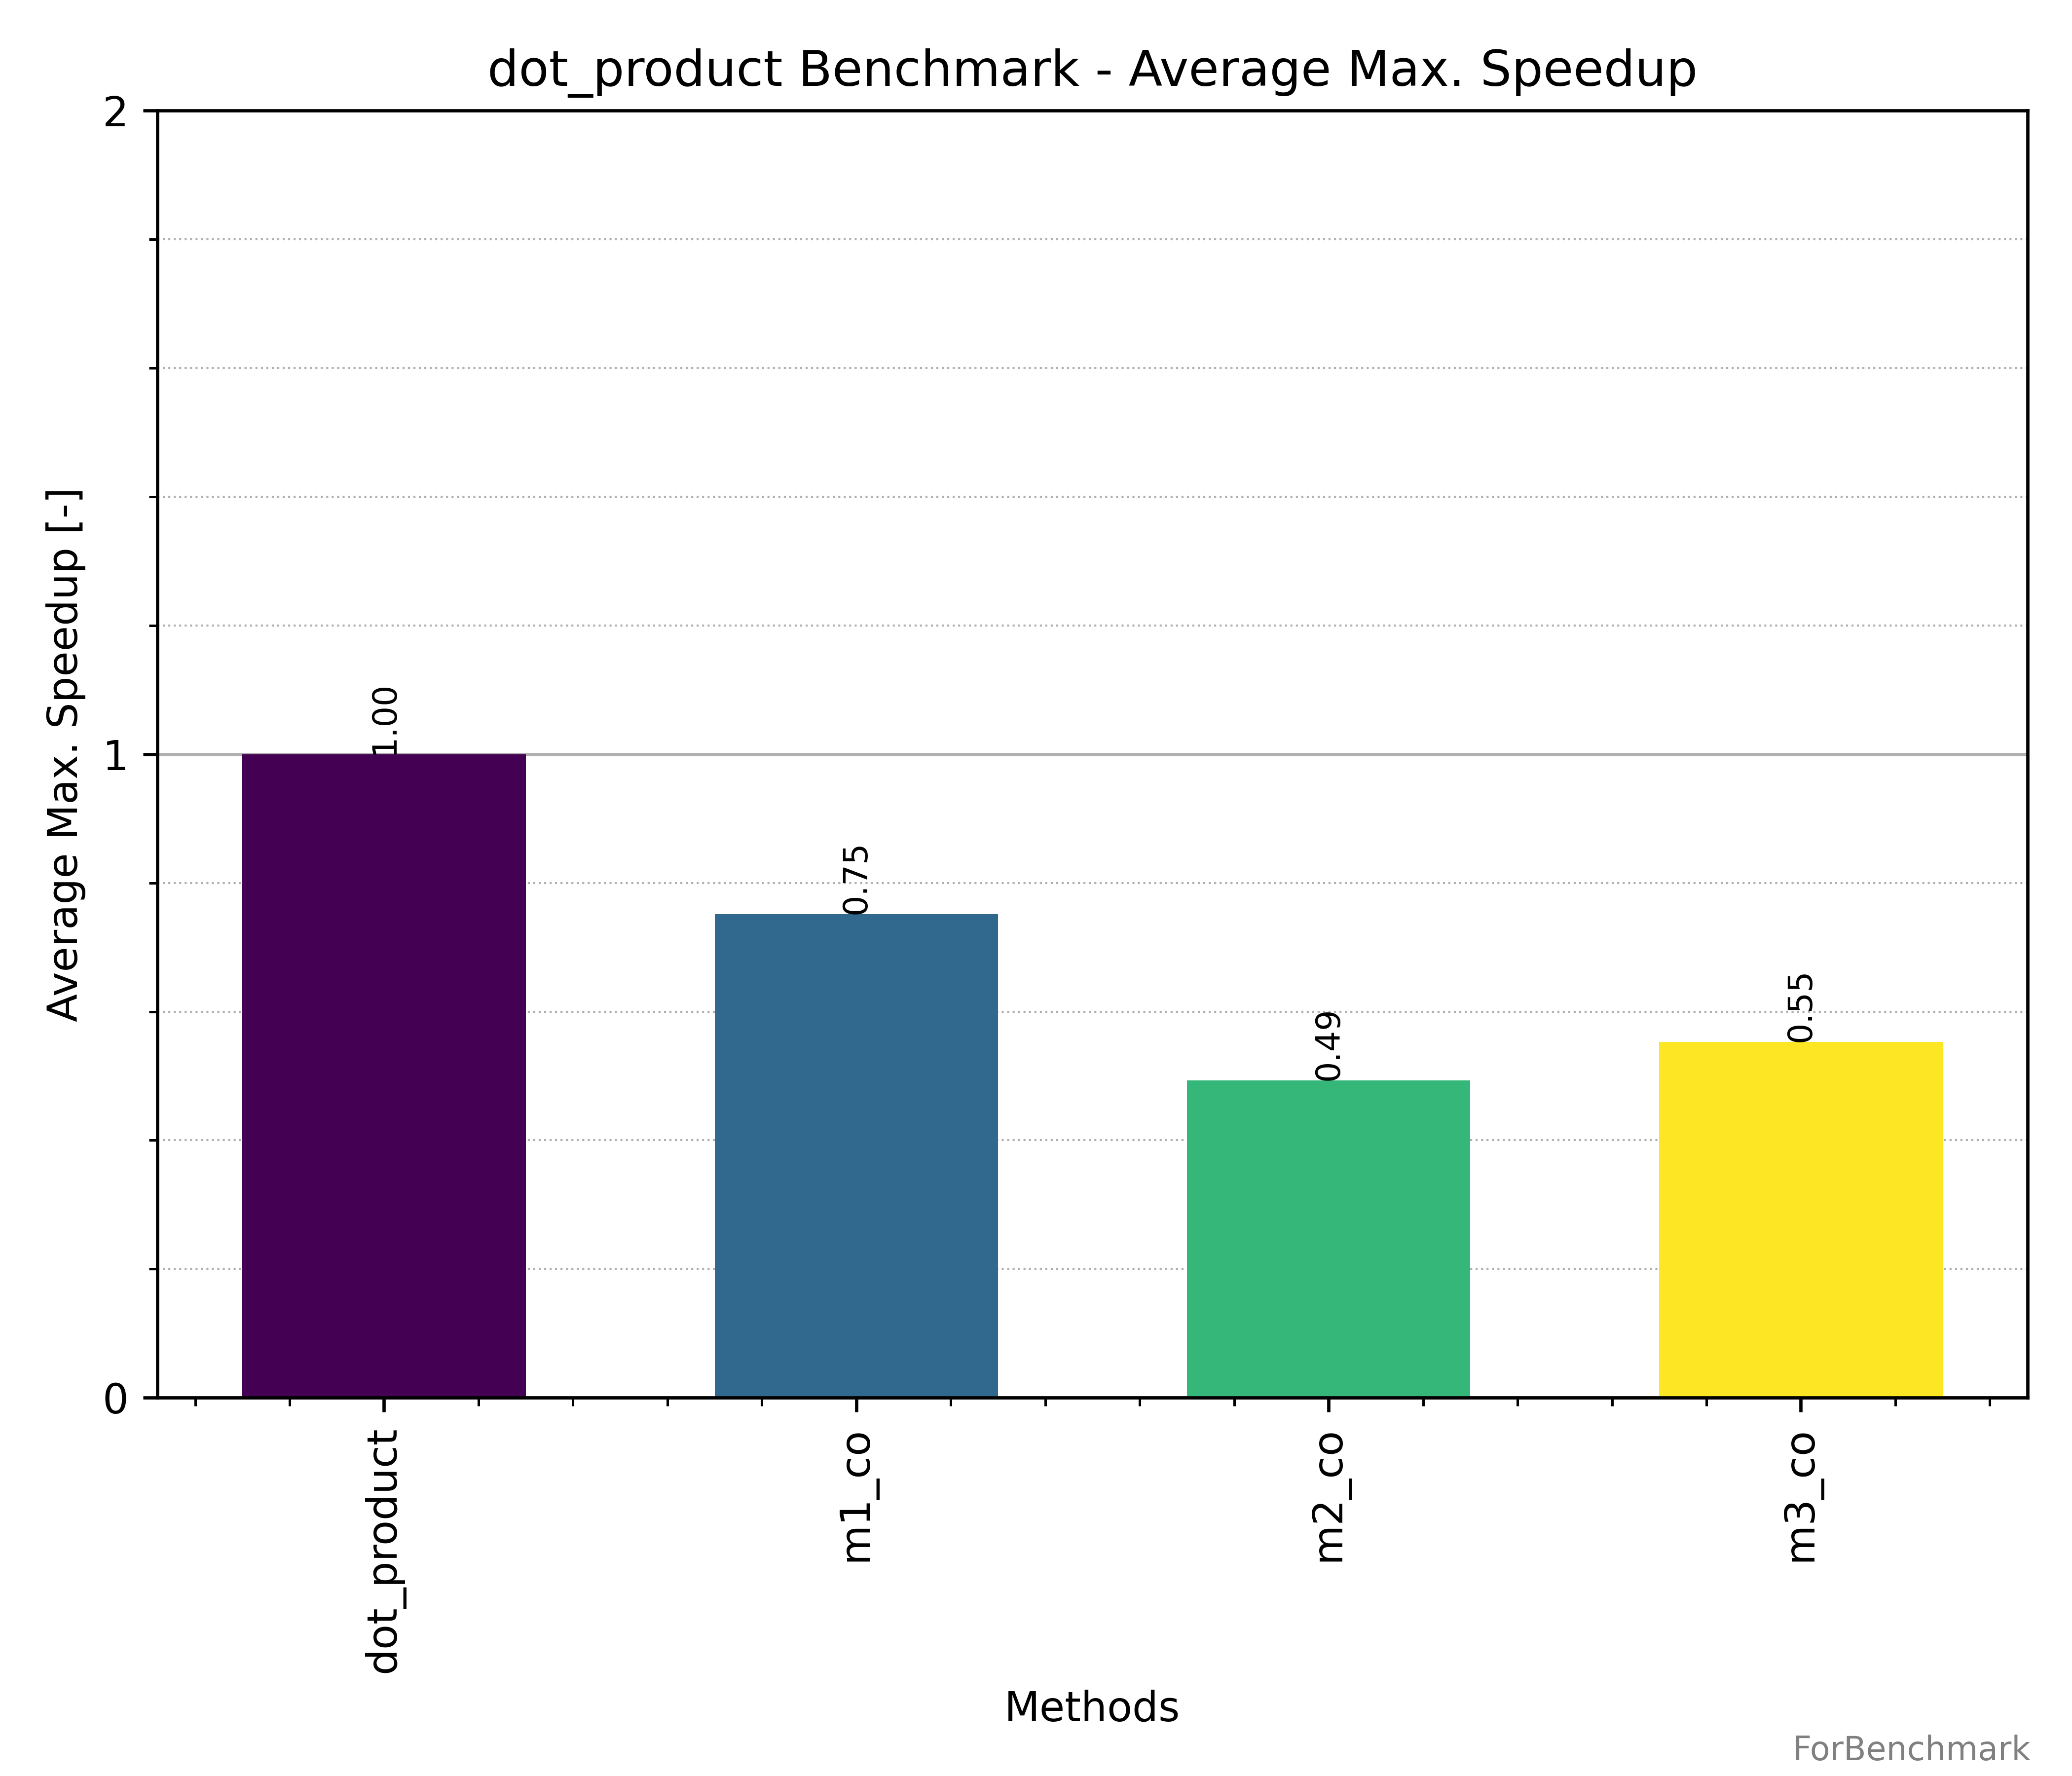 dot_product Benchmark - Average Max. Speedup
Average Max. Speedup [-]
2
1
0
1.00
0.75
0.49
0.55
dot_product
m1_co
m2_co
m3_co
Methods
ForBenchmark